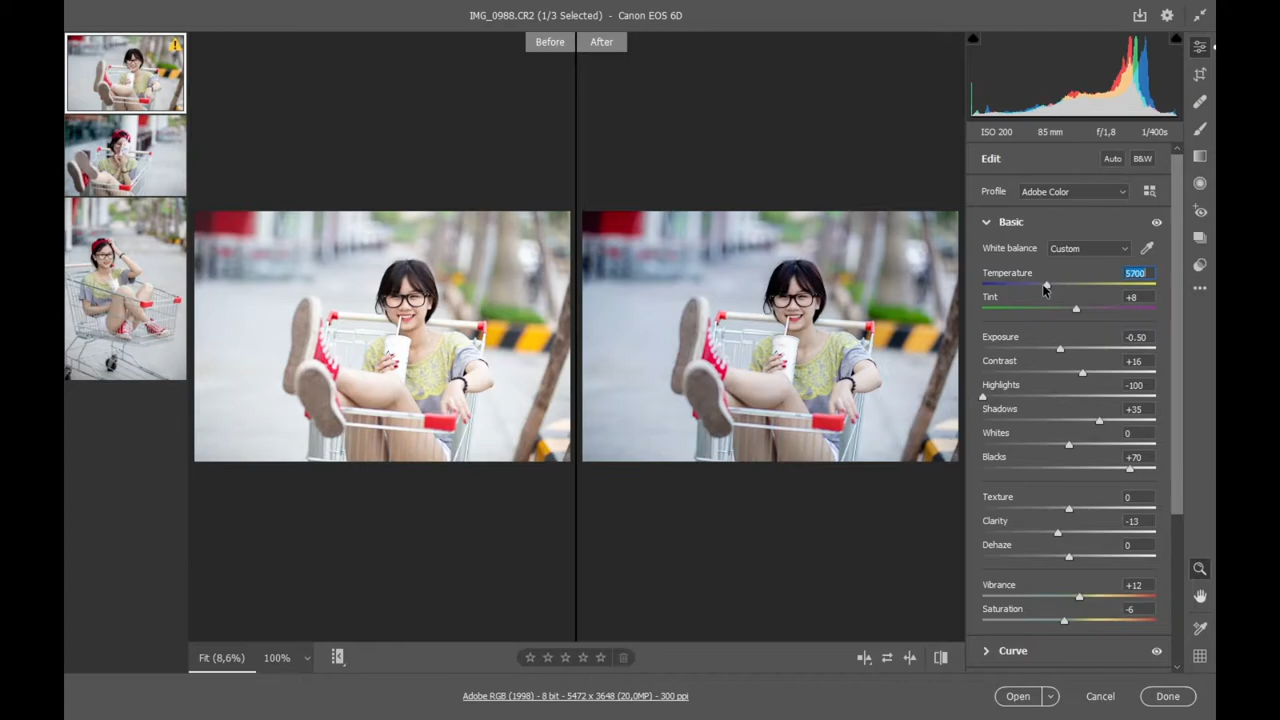 IMG_0988.CR2 (1/3 Selected)  -  Canon EOS 6D
Before
After
ISO 200 85 mm f/1,8 1/400s
Edit Auto B&W
Profile Adobe Color
Basic
White balance Custom
Temperature 5700
Tint +8
Exposure -0.50
Contrast +16
Highlights -100
Shadows +35
Whites 0
Blacks +70
Texture 0
Clarity -13
Dehaze 0
Vibrance +12
Saturation -6
Curve
Fit (8,6%) 100%
Adobe RGB (1998) - 8 bit - 5472 x 3648 (20,0MP) - 300 ppi
Open Cancel Done